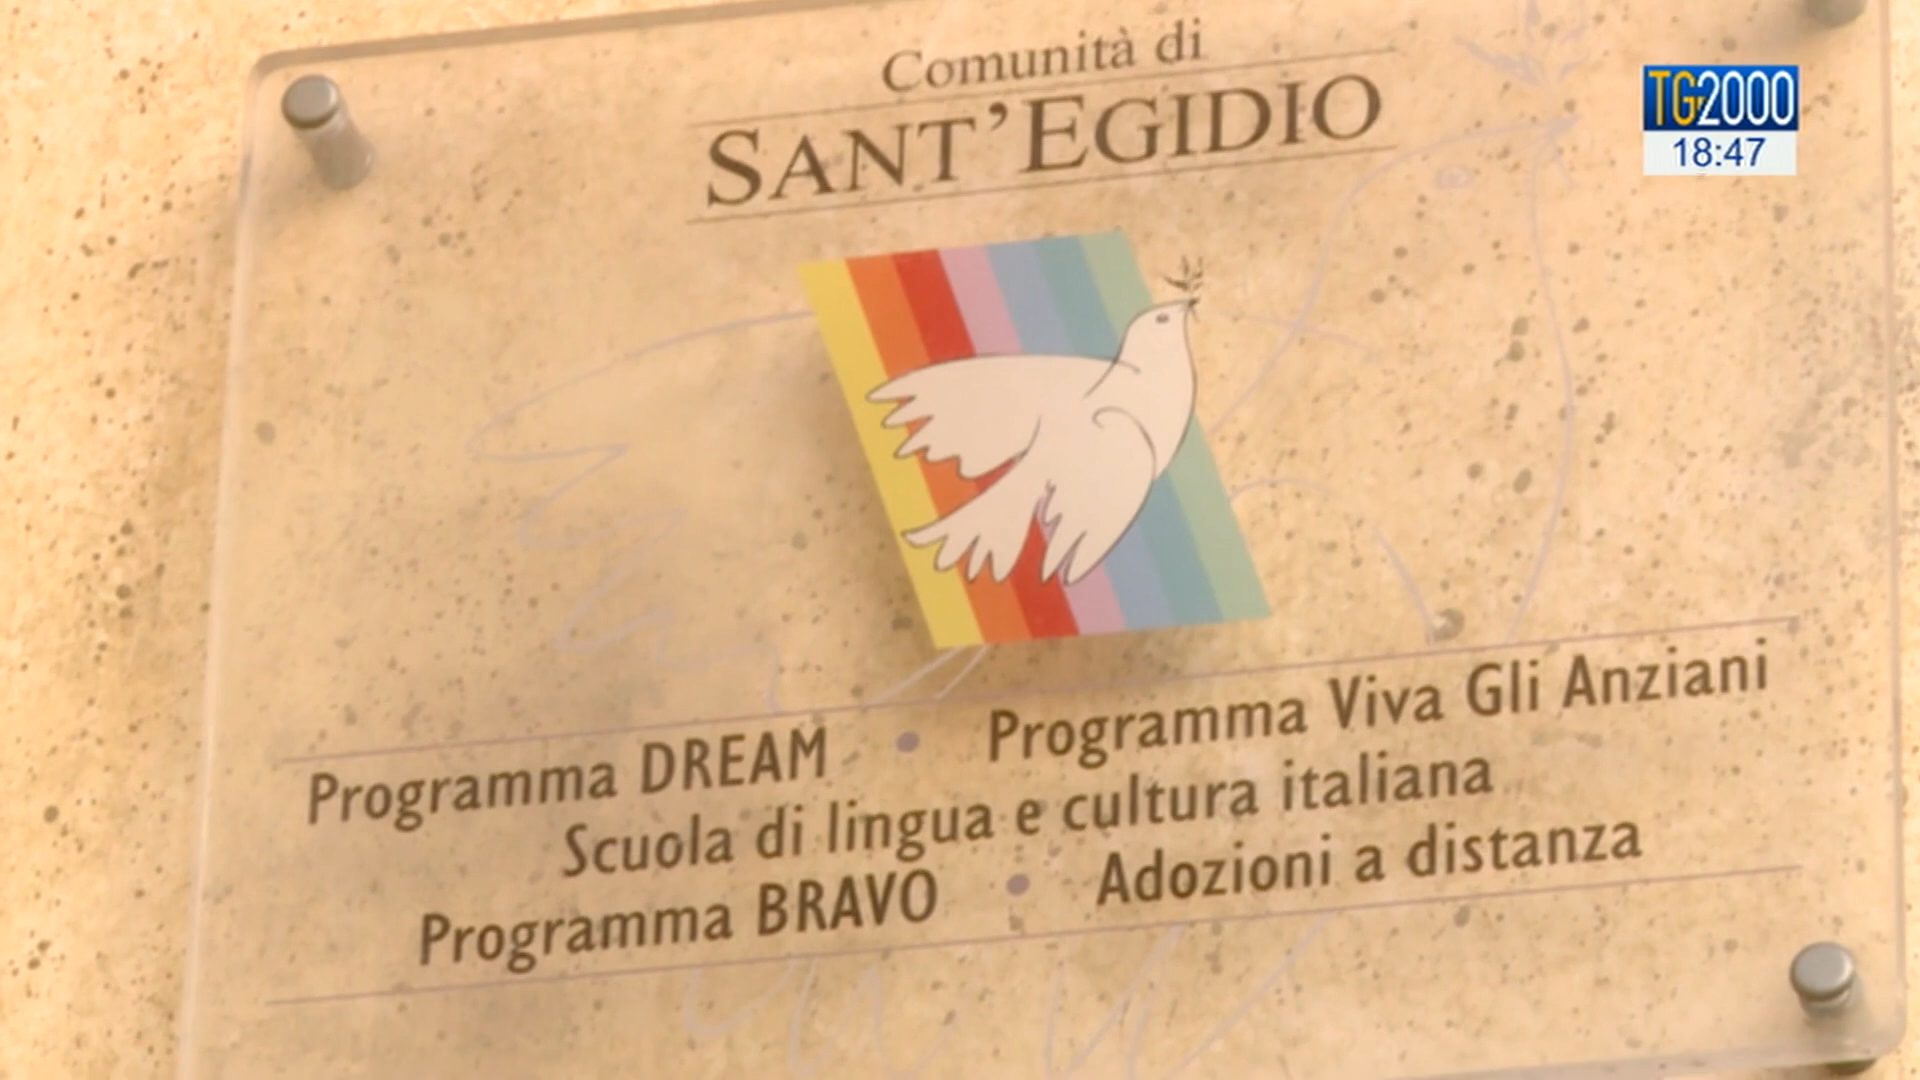 Comunità di
SANT'EGIDIO
TG2000
18:47
Programma DREAM • Programma Viva Gli Anziani
Scuola di lingua e cultura italiana
Programma BRAVO • Adozioni a distanza